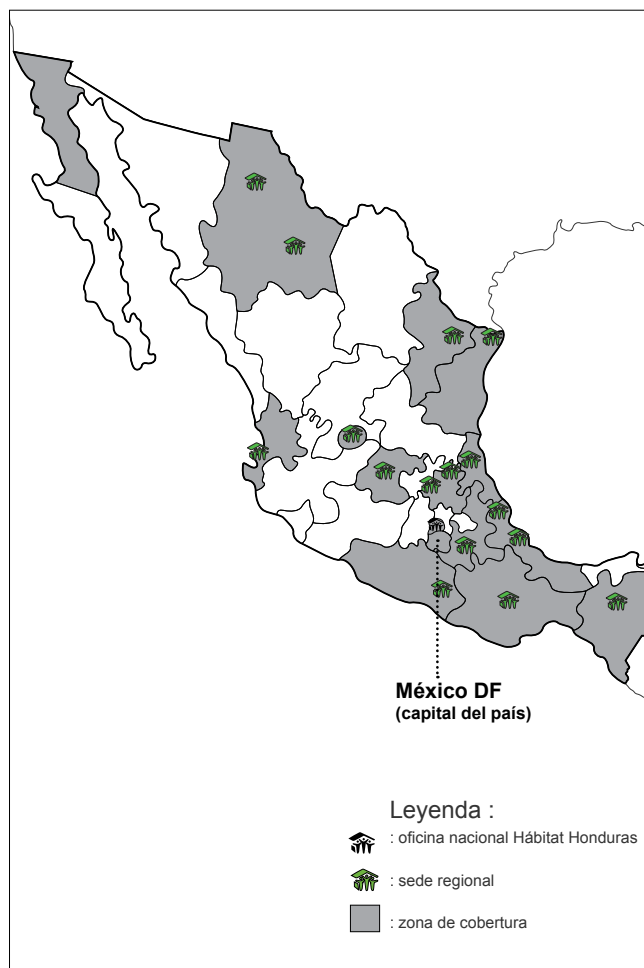 México DF
(capital del país)
Leyenda :
: oficina nacional Hábitat Honduras
: sede regional
: zona de cobertura